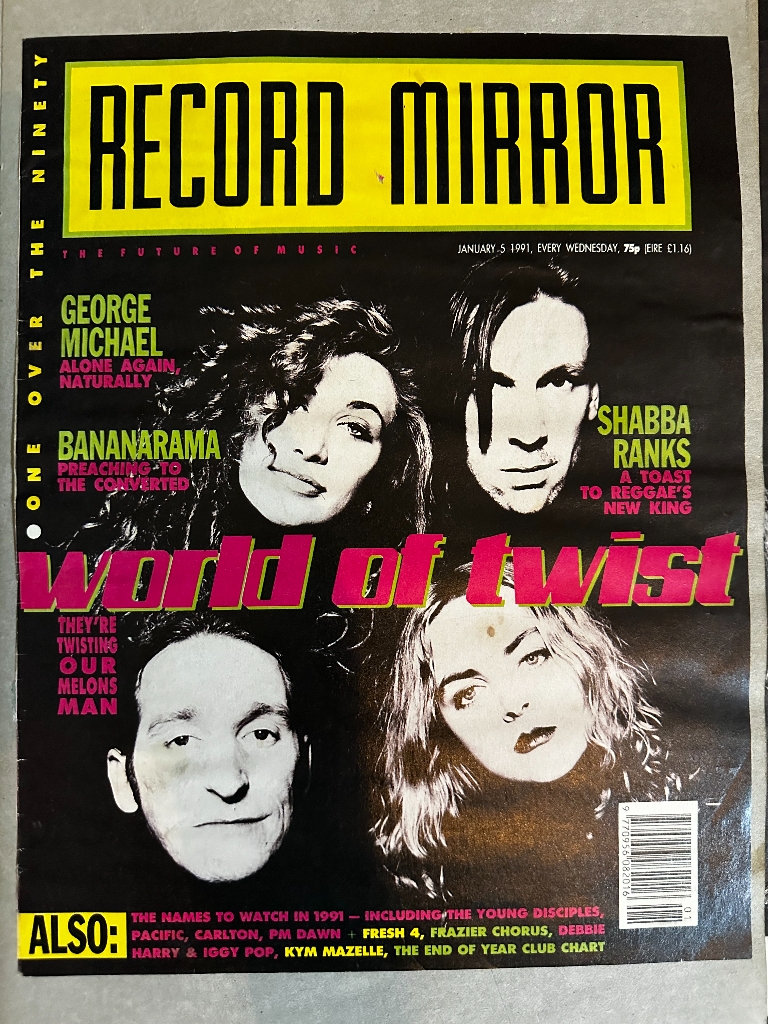 • ONE OVER THE NINETY
RECORD MIRROR
THE FUTURE OF MUSIC
JANUARY 5 1991, EVERY WEDNESDAY, 75p (EIRE £1.16)
GEORGE
MICHAEL
ALONE AGAIN,
NATURALLY
BANANARAMA
PREACHING TO
THE CONVERTED
SHABBA
RANKS
A TOAST
TO REGGAE'S
NEW KING
world of twist
THEY'RE
TWISTING
OUR
MELONS
MAN
9 770956 082016
01
ALSO:
THE NAMES TO WATCH IN 1991 — INCLUDING THE YOUNG DISCIPLES,
PACIFIC, CARLTON, PM DAWN + FRESH 4, FRAZIER CHORUS, DEBBIE
HARRY & IGGY POP, KYM MAZELLE, THE END OF YEAR CLUB CHART